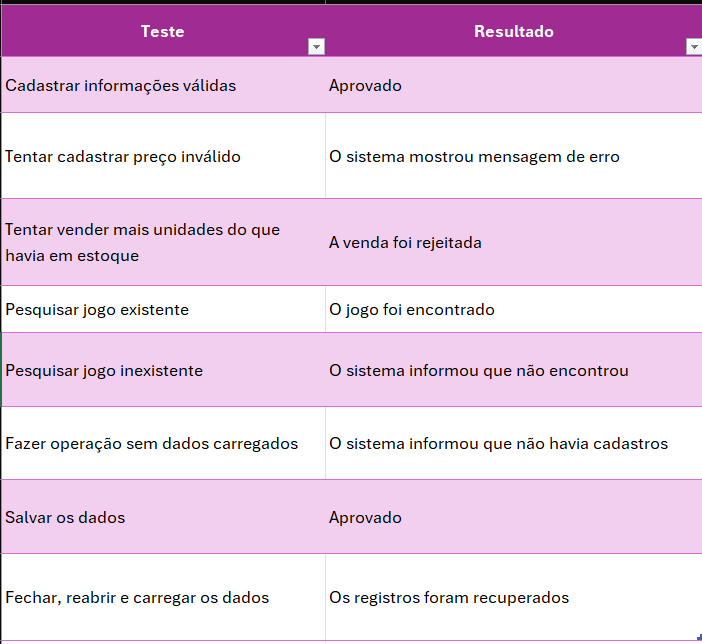 Teste
Resultado
Cadastrar informações válidas
Aprovado
Tentar cadastrar preço inválido
O sistema mostrou mensagem de erro
Tentar vender mais unidades do que
havia em estoque
A venda foi rejeitada
Pesquisar jogo existente
O jogo foi encontrado
Pesquisar jogo inexistente
O sistema informou que não encontrou
Fazer operação sem dados carregados
O sistema informou que não havia cadastros
Salvar os dados
Aprovado
Fechar, reabrir e carregar os dados
Os registros foram recuperados